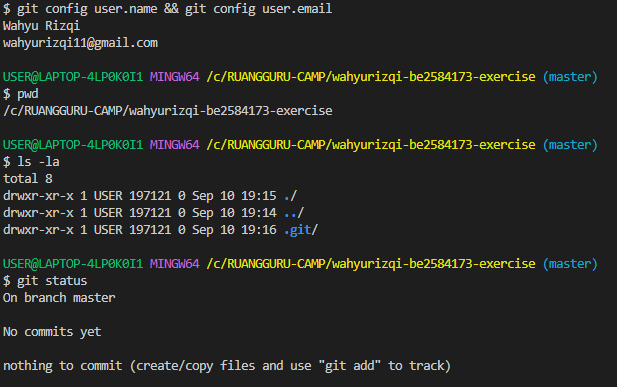 $ git config user.name && git config user.email
Wahyu Rizqi
wahyurizqi11@gmail.com
USER@LAPTOP-4LP0K0I1 MINGW64 /c/RUANGGURU-CAMP/wahyurizqi-be2584173-exercise (master)
$ pwd
/c/RUANGGURU-CAMP/wahyurizqi-be2584173-exercise
USER@LAPTOP-4LP0K0I1 MINGW64 /c/RUANGGURU-CAMP/wahyurizqi-be2584173-exercise (master)
$ ls -la
total 8
drwxr-xr-x 1 USER 197121 0 Sep 10 19:15 ./
drwxr-xr-x 1 USER 197121 0 Sep 10 19:14 ../
drwxr-xr-x 1 USER 197121 0 Sep 10 19:16 .git/
USER@LAPTOP-4LP0K0I1 MINGW64 /c/RUANGGURU-CAMP/wahyurizqi-be2584173-exercise (master)
$ git status
On branch master
No commits yet
nothing to commit (create/copy files and use "git add" to track)